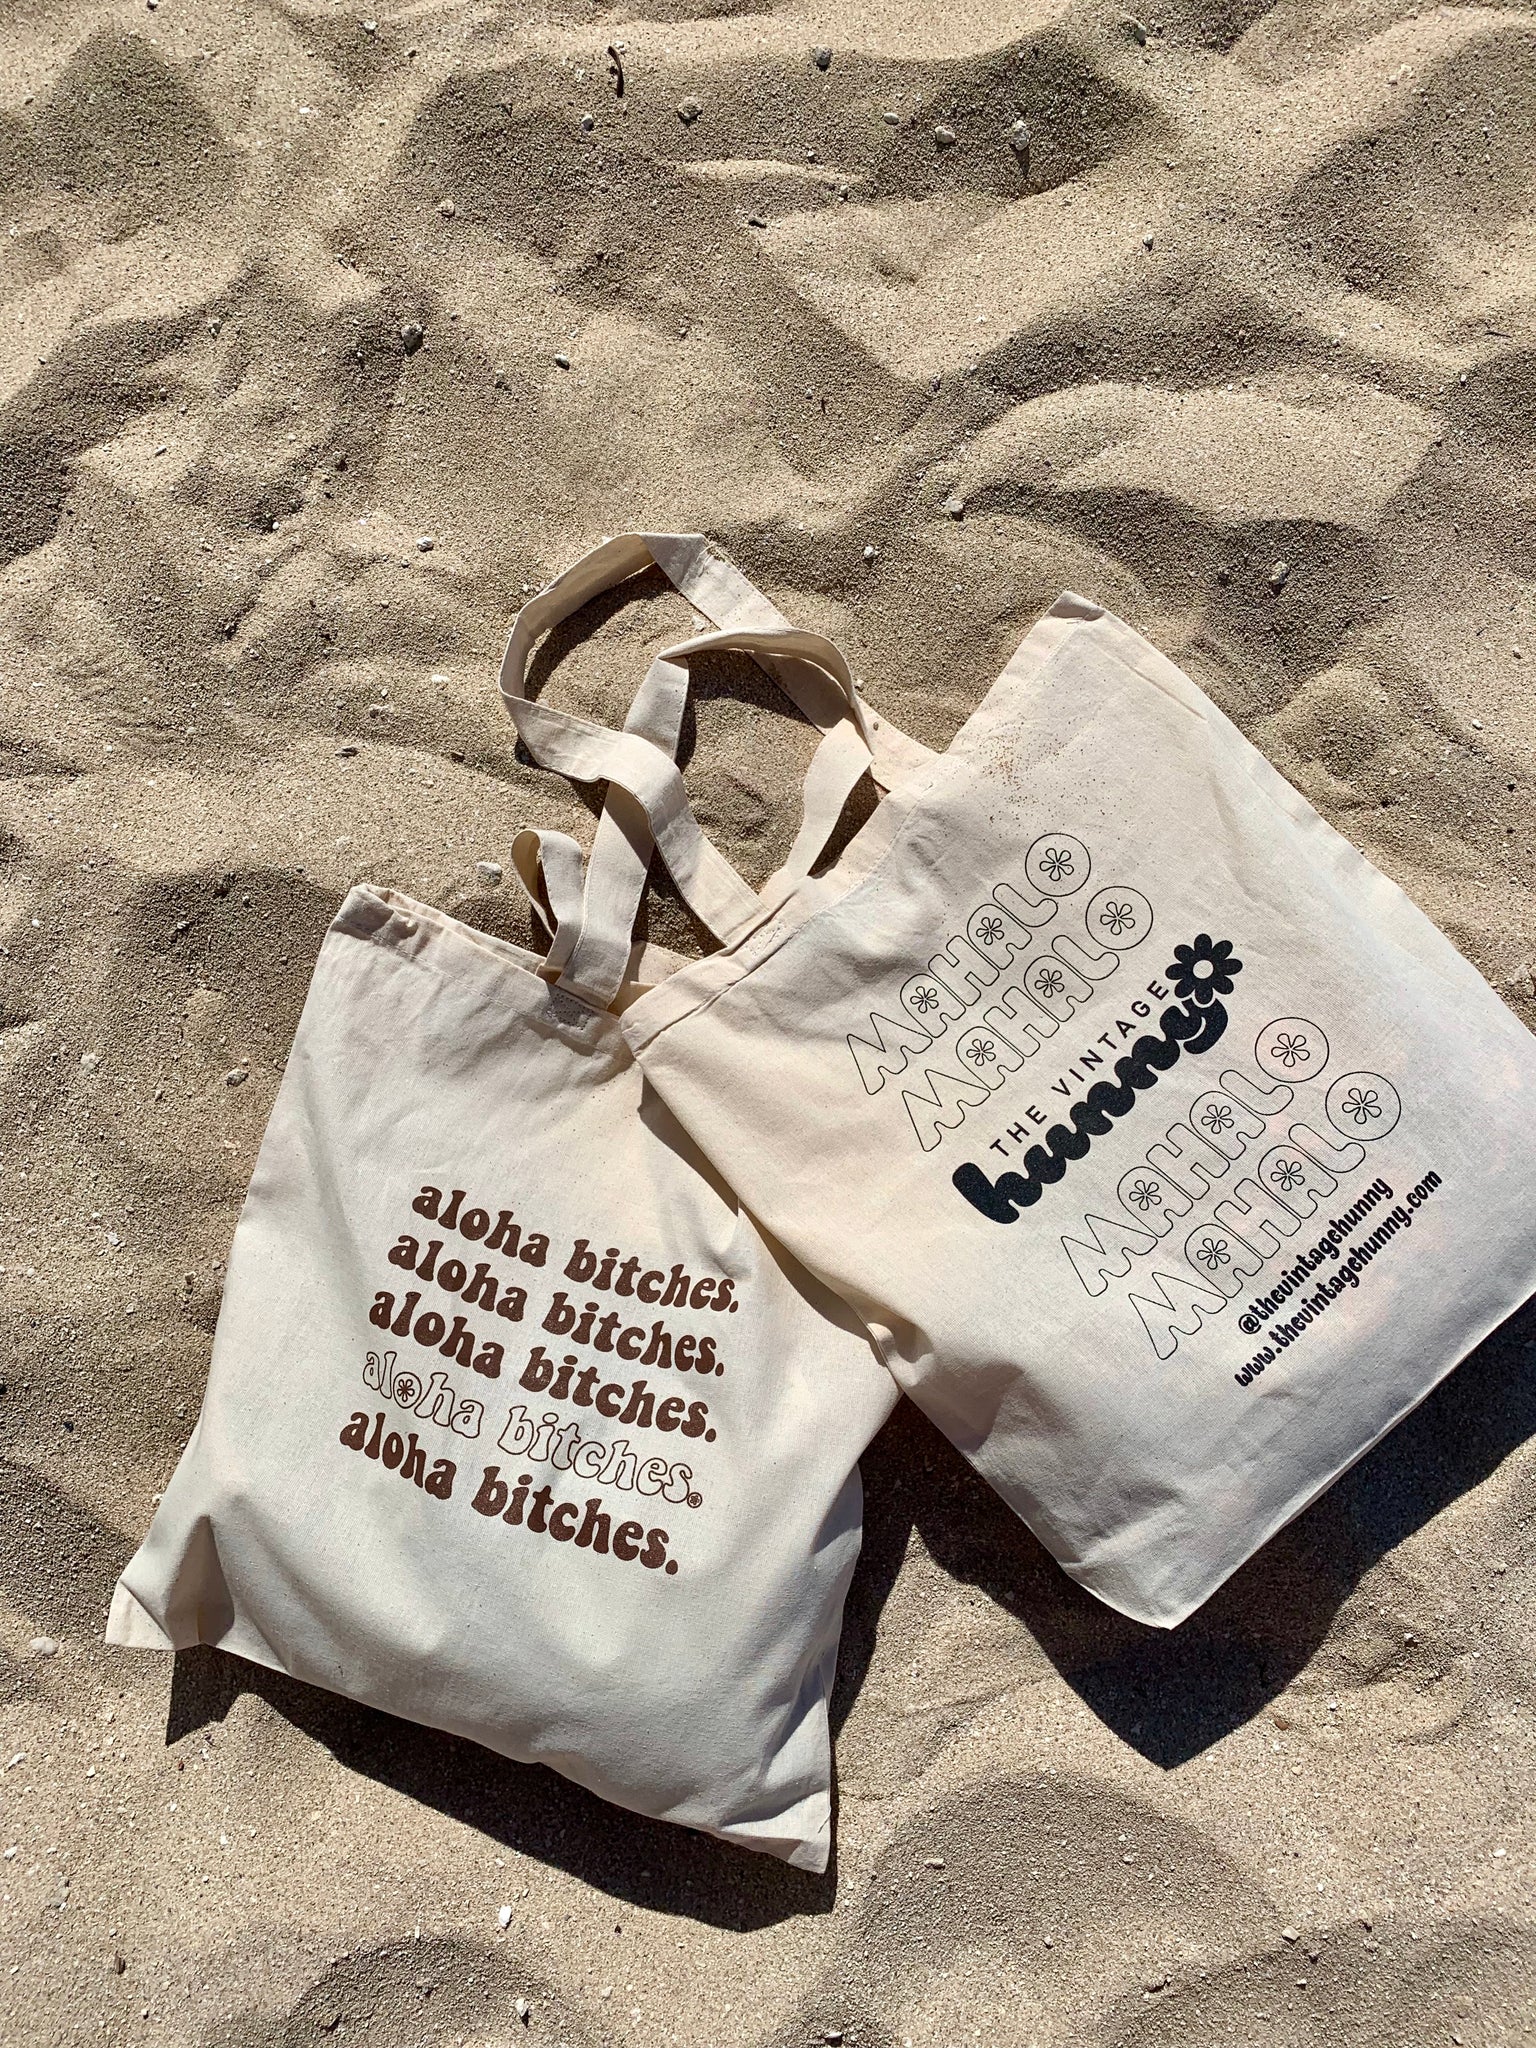 aloha bitches.
aloha bitches.
aloha bitches.
aloha bitches.
aloha bitches.
MAHALO
MAHALO
THE VINTAGE
hunny
MAHALO
MAHALO
@thevintagehunny
www.thevintagehunny.com